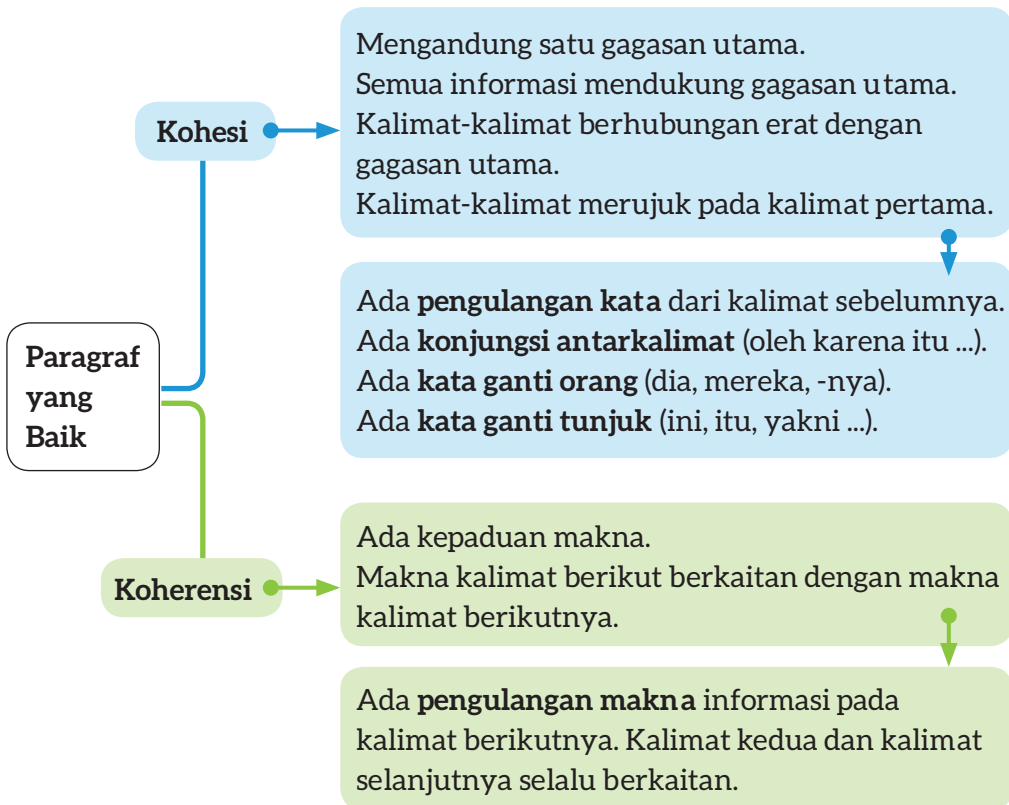 Paragraf
yang
Baik
Kohesi
Mengandung satu gagasan utama.
Semua informasi mendukung gagasan utama.
Kalimat-kalimat berhubungan erat dengan
gagasan utama.
Kalimat-kalimat merujuk pada kalimat pertama.
Ada pengulangan kata dari kalimat sebelumnya.
Ada konjungsi antarkalimat (oleh karena itu ...).
Ada kata ganti orang (dia, mereka, -nya).
Ada kata ganti tunjuk (ini, itu, yakni ...).
Koherensi
Ada kepaduan makna.
Makna kalimat berikut berkaitan dengan makna
kalimat berikutnya.
Ada pengulangan makna informasi pada
kalimat berikutnya. Kalimat kedua dan kalimat
selanjutnya selalu berkaitan.